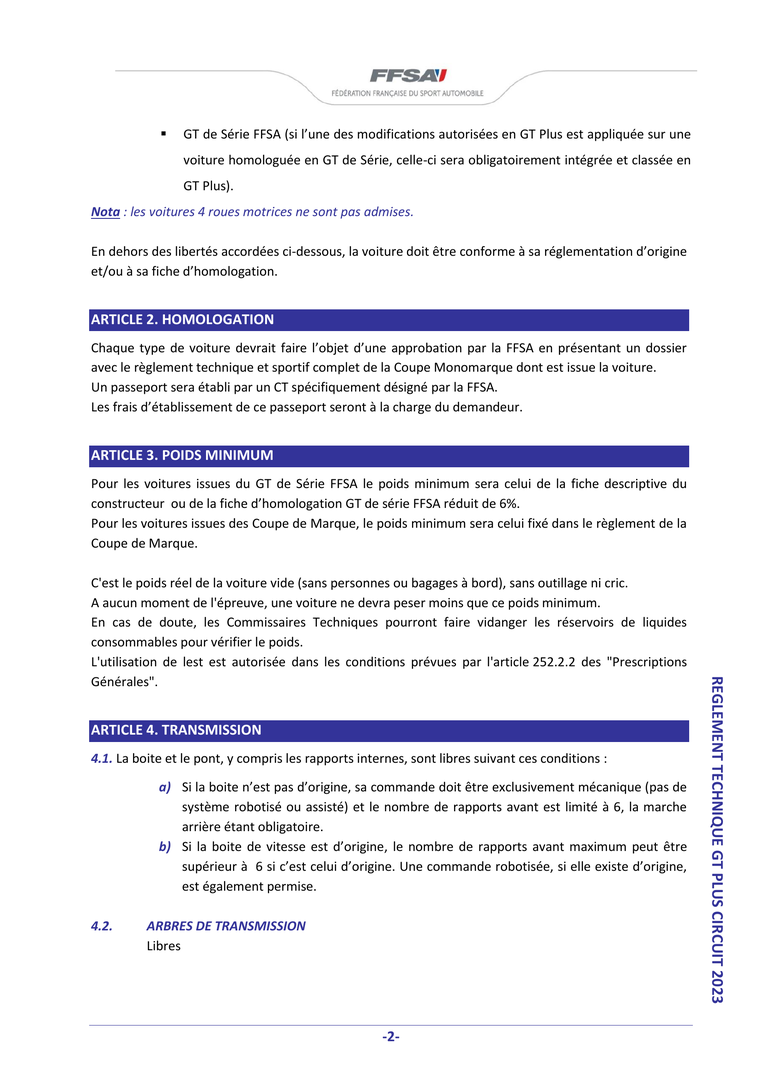 FFSA
FÉDÉRATION FRANÇAISE DU SPORT AUTOMOBILE
▪ GT de Série FFSA (si l’une des modifications autorisées en GT Plus est appliquée sur une
voiture homologuée en GT de Série, celle-ci sera obligatoirement intégrée et classée en
GT Plus).
Nota : les voitures 4 roues motrices ne sont pas admises.
En dehors des libertés accordées ci-dessous, la voiture doit être conforme à sa réglementation d’origine
et/ou à sa fiche d’homologation.
ARTICLE 2. HOMOLOGATION
Chaque type de voiture devrait faire l’objet d’une approbation par la FFSA en présentant un dossier
avec le règlement technique et sportif complet de la Coupe Monomarque dont est issue la voiture.
Un passeport sera établi par un CT spécifiquement désigné par la FFSA.
Les frais d’établissement de ce passeport seront à la charge du demandeur.
ARTICLE 3. POIDS MINIMUM
Pour les voitures issues du GT de Série FFSA le poids minimum sera celui de la fiche descriptive du
constructeur ou de la fiche d’homologation GT de série FFSA réduit de 6%.
Pour les voitures issues des Coupe de Marque, le poids minimum sera celui fixé dans le règlement de la
Coupe de Marque.
C'est le poids réel de la voiture vide (sans personnes ou bagages à bord), sans outillage ni cric.
A aucun moment de l'épreuve, une voiture ne devra peser moins que ce poids minimum.
En cas de doute, les Commissaires Techniques pourront faire vidanger les réservoirs de liquides
consommables pour vérifier le poids.
L'utilisation de lest est autorisée dans les conditions prévues par l'article 252.2.2 des "Prescriptions
Générales".
ARTICLE 4. TRANSMISSION
4.1. La boite et le pont, y compris les rapports internes, sont libres suivant ces conditions :
a) Si la boite n’est pas d’origine, sa commande doit être exclusivement mécanique (pas de
système robotisé ou assisté) et le nombre de rapports avant est limité à 6, la marche
arrière étant obligatoire.
b) Si la boite de vitesse est d’origine, le nombre de rapports avant maximum peut être
supérieur à 6 si c’est celui d’origine. Une commande robotisée, si elle existe d’origine,
est également permise.
4.2. ARBRES DE TRANSMISSION
Libres
REGLEMENT TECHNIQUE GT PLUS CIRCUIT 2023
-2-